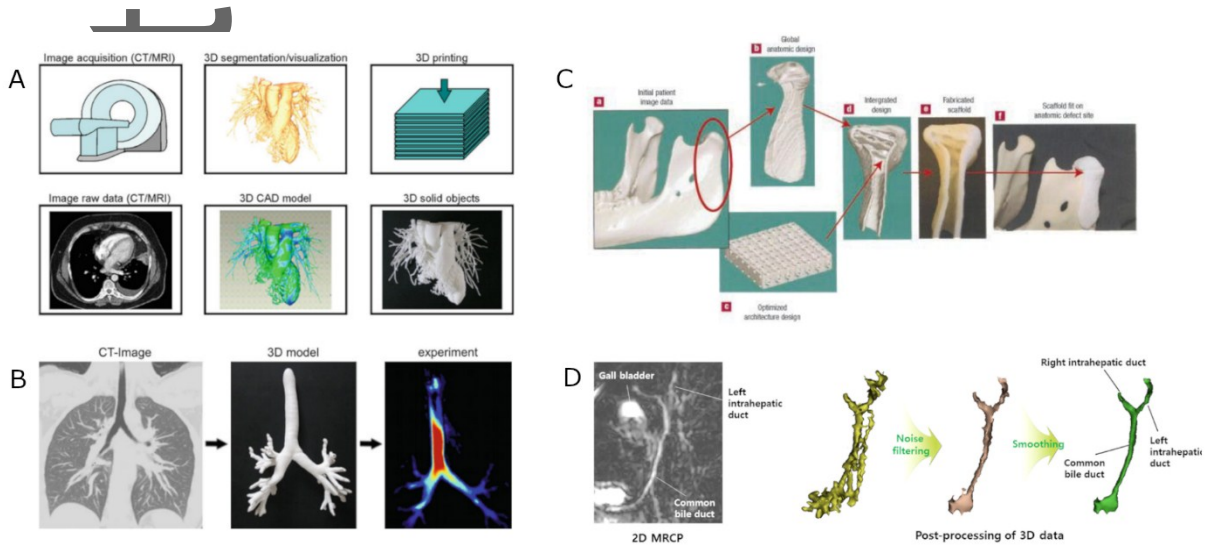 A
Image acquisition (CT/MRI)
3D segmentation/visualization
3D printing
Image raw data (CT/MRI)
3D CAD model
3D solid objects
B
CT-Image
3D model
experiment
C
a
Initial patient
image data
b
Global
anatomic design
c
Optimized
architecture design
d
Intergrated
design
e
Fabricated
scaffold
f
Scaffold fit on
anatomic defect site
D
Gall bladder
Left
intrahepatic
duct
Common
bile duct
2D MRCP
Noise
filtering
Smoothing
Right intrahepatic duct
Left
intrahepatic
duct
Common
bile duct
Post-processing of 3D data